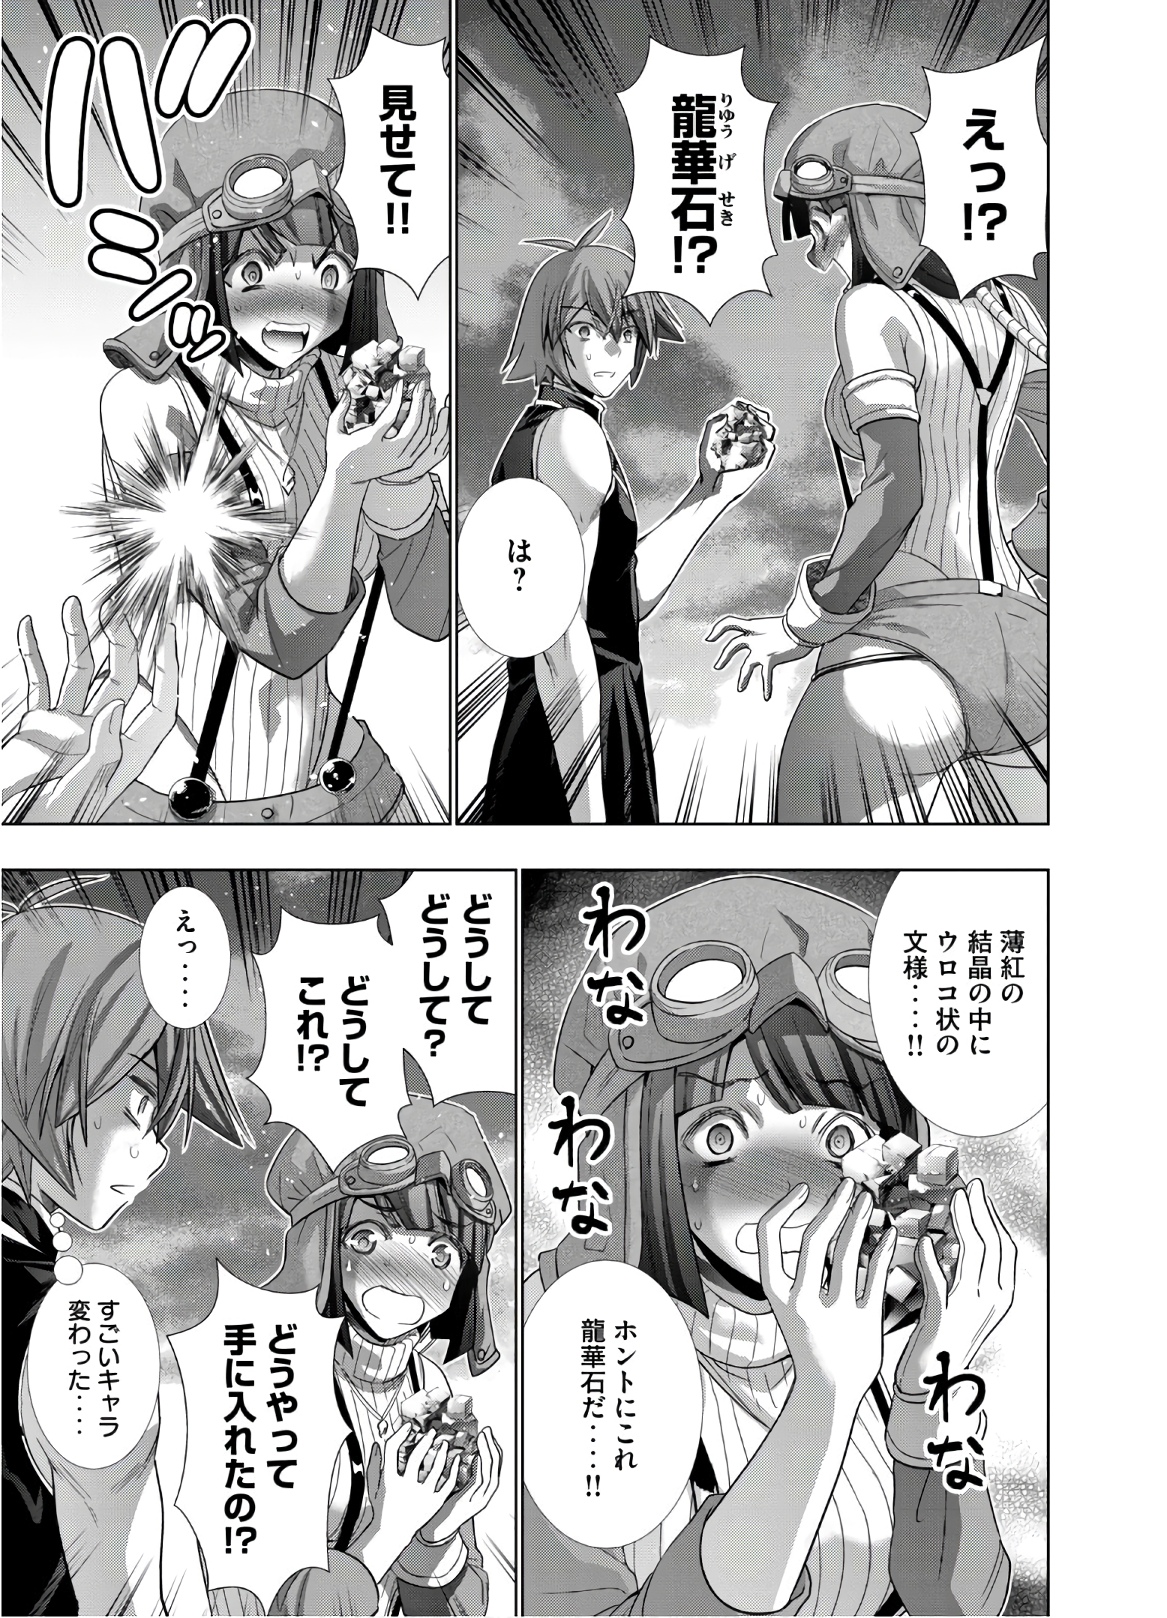 えっ!?
龍華石!?
りゅうげせき
は?
見せて!!
バッ
シッ
薄紅の
結晶の中に
ウロコ状の
文様‥‥!!
わな
わな
ホントにこれ
龍華石だ‥‥!!
わな
どうして
どうして?
どうして
これ!?
えっ‥‥
どうやって
手に入れたの!?
すごいキャラ
変わった‥‥